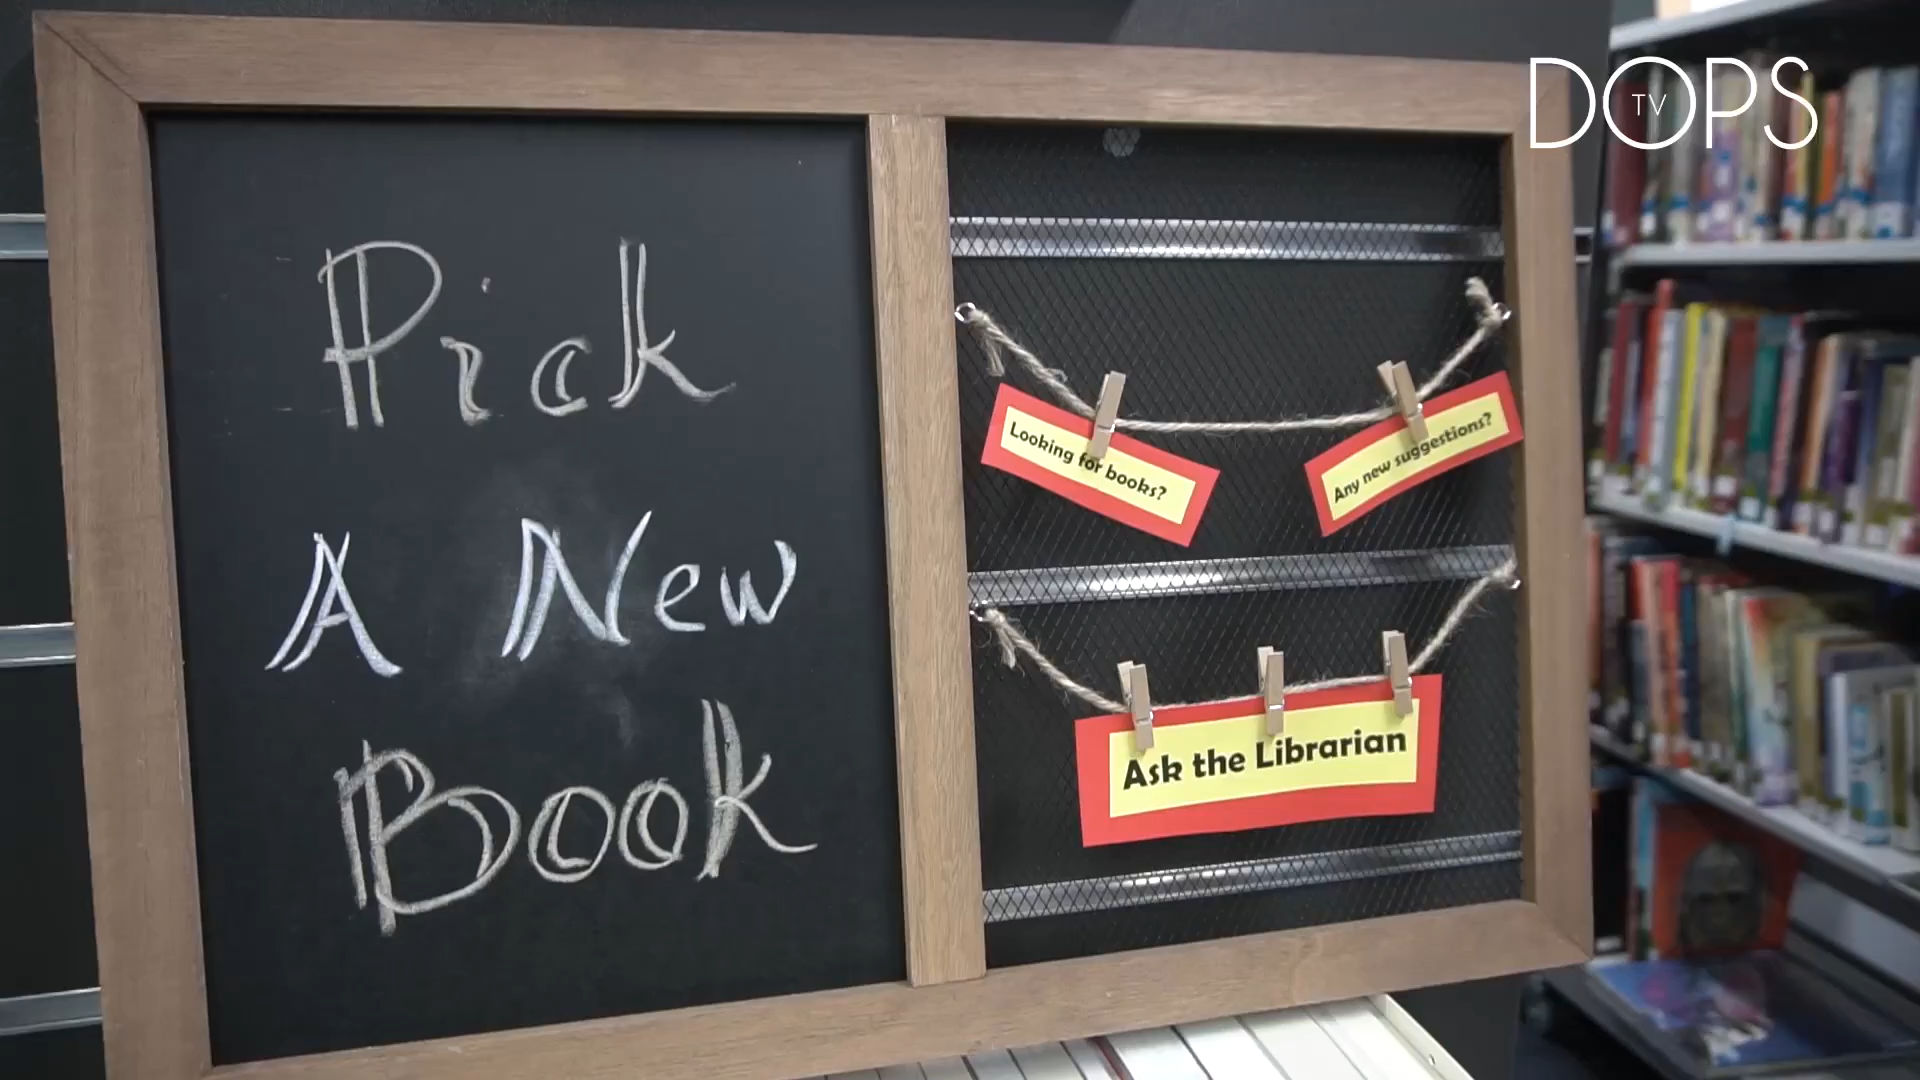 DOPS
TV
Pick
A New
Book
Looking for books?
Any new suggestions?
Ask the Librarian